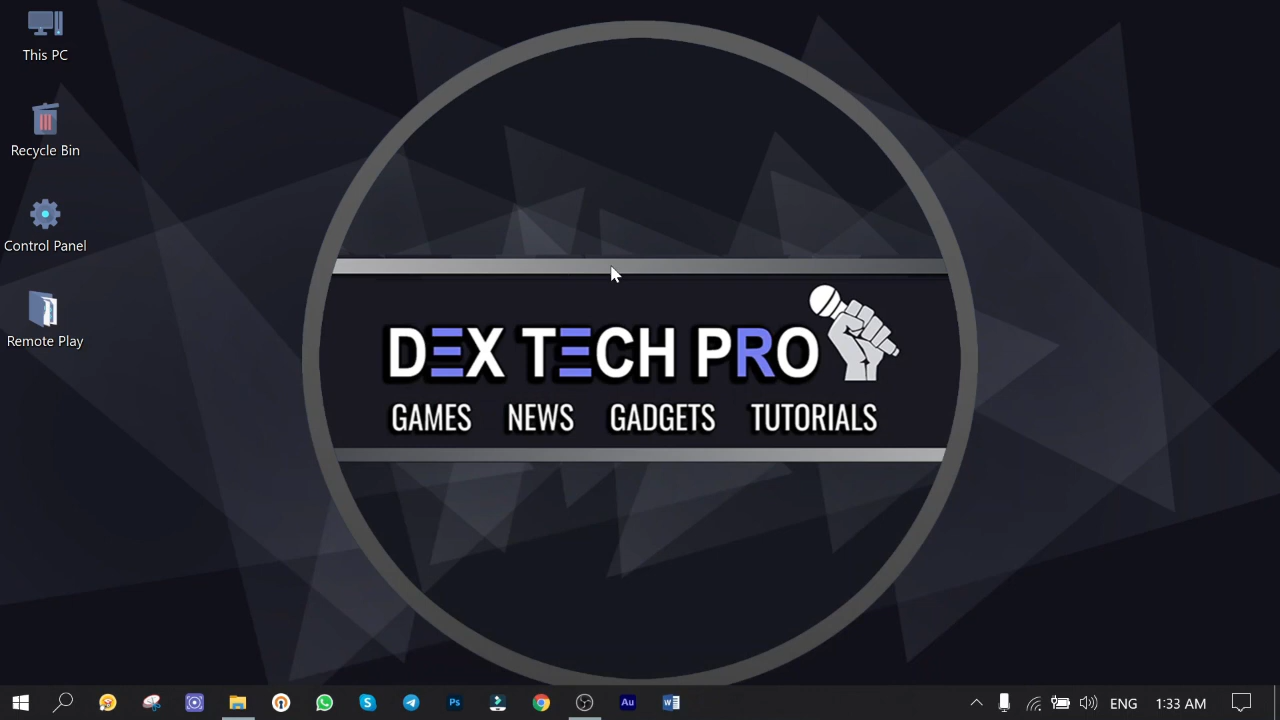 This PC
Recycle Bin
Control Panel
Remote Play
DEX TECH PRO
GAMES NEWS GADGETS TUTORIALS
Ps
Au
W
ENG
1:33 AM